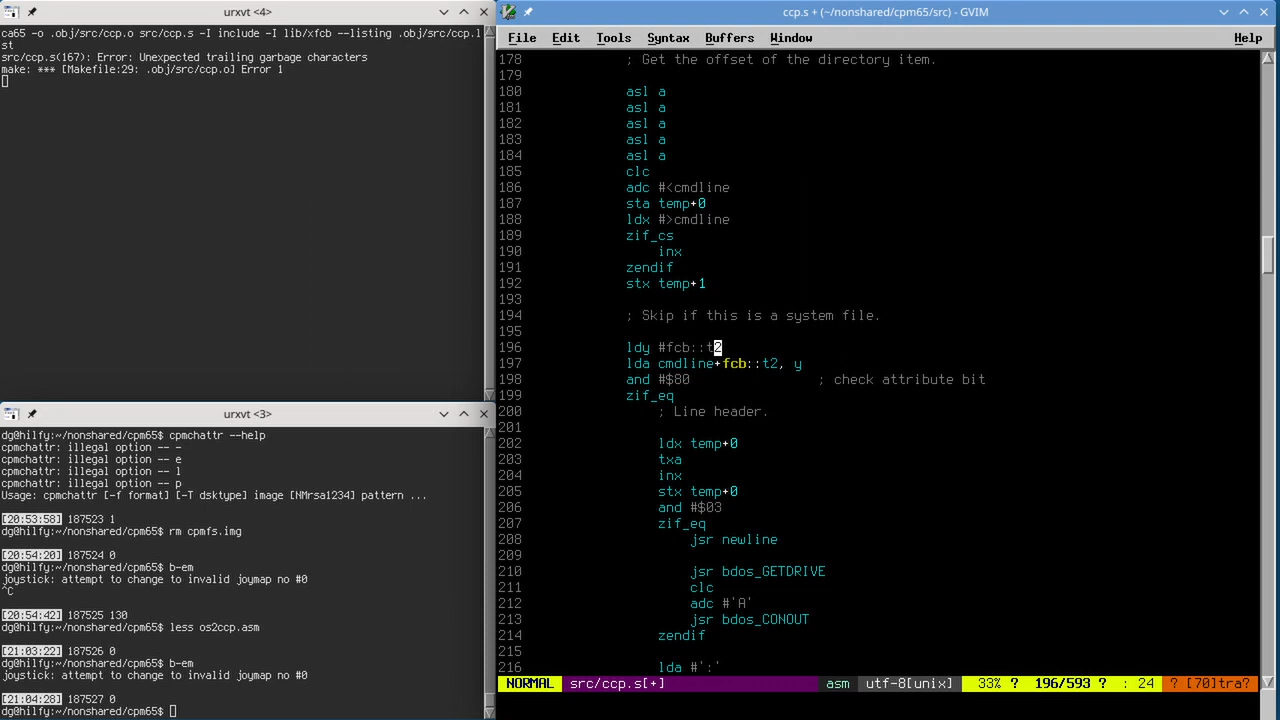 urxvt <4>
ca65 -o .obj/src/ccp.o src/ccp.s -I include -I lib/xfcb --listing .obj/src/ccp.l
st
src/ccp.s(167): Error: Unexpected trailing garbage characters
make: *** [Makefile:29: .obj/src/ccp.o] Error 1
urxvt <3>
dg@hilfy:~/nonshared/cpm65$ cpmchattr --help
cpmchattr: illegal option -- -
cpmchattr: illegal option -- e
cpmchattr: illegal option -- l
cpmchattr: illegal option -- p
Usage: cpmchattr [-f format] [-T dsktype] image [NMrsa1234] pattern ...
[20:53:58] 187523 1
dg@hilfy:~/nonshared/cpm65$ rm cpmfs.img
[20:54:20] 187524 0
dg@hilfy:~/nonshared/cpm65$ b-em
joystick: attempt to change to invalid joymap no #0
^C
[20:54:42] 187525 130
dg@hilfy:~/nonshared/cpm65$ less os2ccp.asm
[21:03:22] 187526 0
dg@hilfy:~/nonshared/cpm65$ b-em
joystick: attempt to change to invalid joymap no #0
[21:04:28] 187527 0
dg@hilfy:~/nonshared/cpm65$
ccp.s + (~/nonshared/cpm65/src) - GVIM
File Edit Tools Syntax Buffers Window Help
178 ; Get the offset of the directory item.
179
180 asl a
181 asl a
182 asl a
183 asl a
184 asl a
185 clc
186 adc #<cmdline
187 sta temp+0
188 ldx #>cmdline
189 zif_cs
190 inx
191 zendif
192 stx temp+1
193
194 ; Skip if this is a system file.
195
196 ldy #fcb::t2
197 lda cmdline+fcb::t2, y
198 and #$80 ; check attribute bit
199 zif_eq
200 ; Line header.
201
202 ldx temp+0
203 txa
204 inx
205 stx temp+0
206 and #$03
207 zif_eq
208 jsr newline
209
210 jsr bdos_GETDRIVE
211 clc
212 adc #'A'
213 jsr bdos_CONOUT
214 zendif
215
216 lda #':'
NORMAL src/ccp.s[+] asm utf-8[unix] 33% ? 196/593 ? : 24 ? [70]tra?